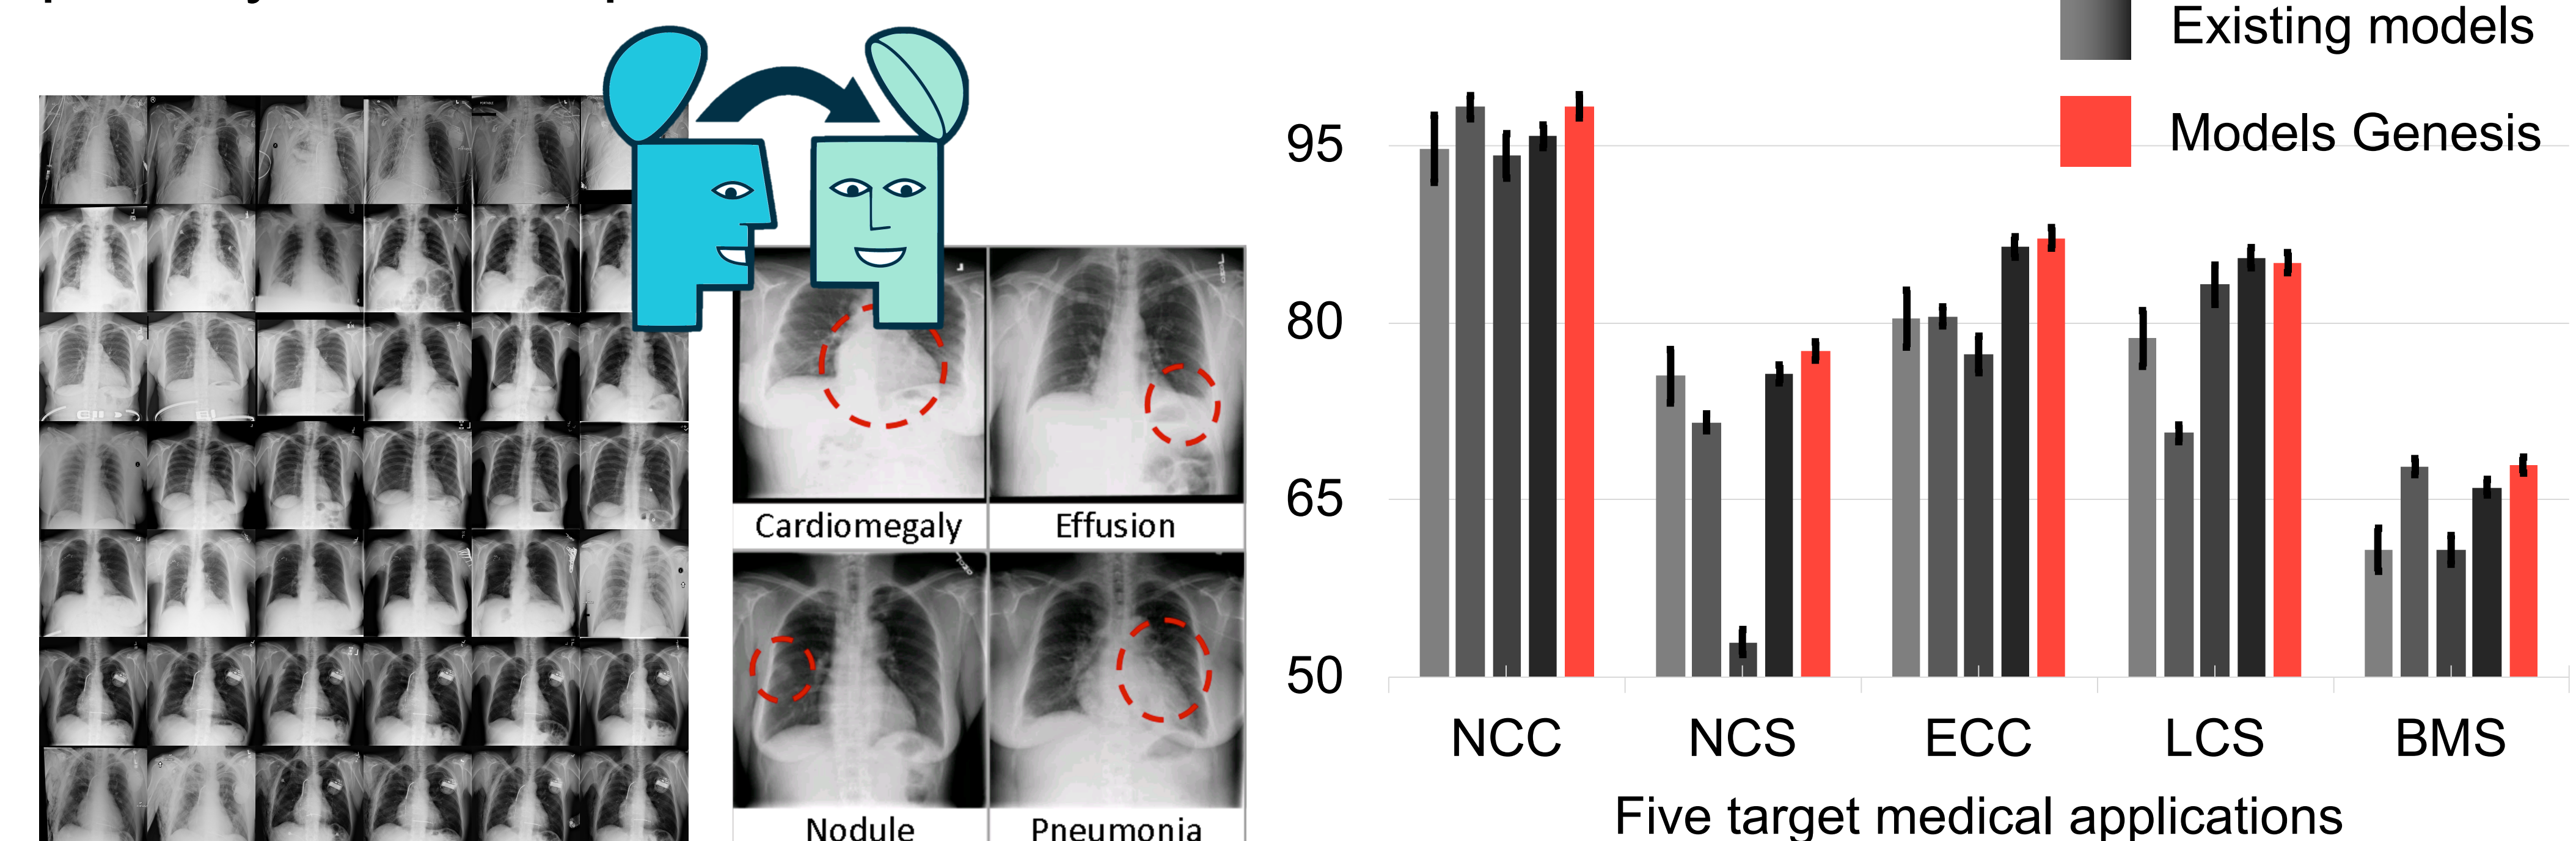 Cardiomegaly
Effusion
Nodule
Pneumonia
Existing models
Models Genesis
95
80
65
50
NCC
NCS
ECC
LCS
BMS
Five target medical applications